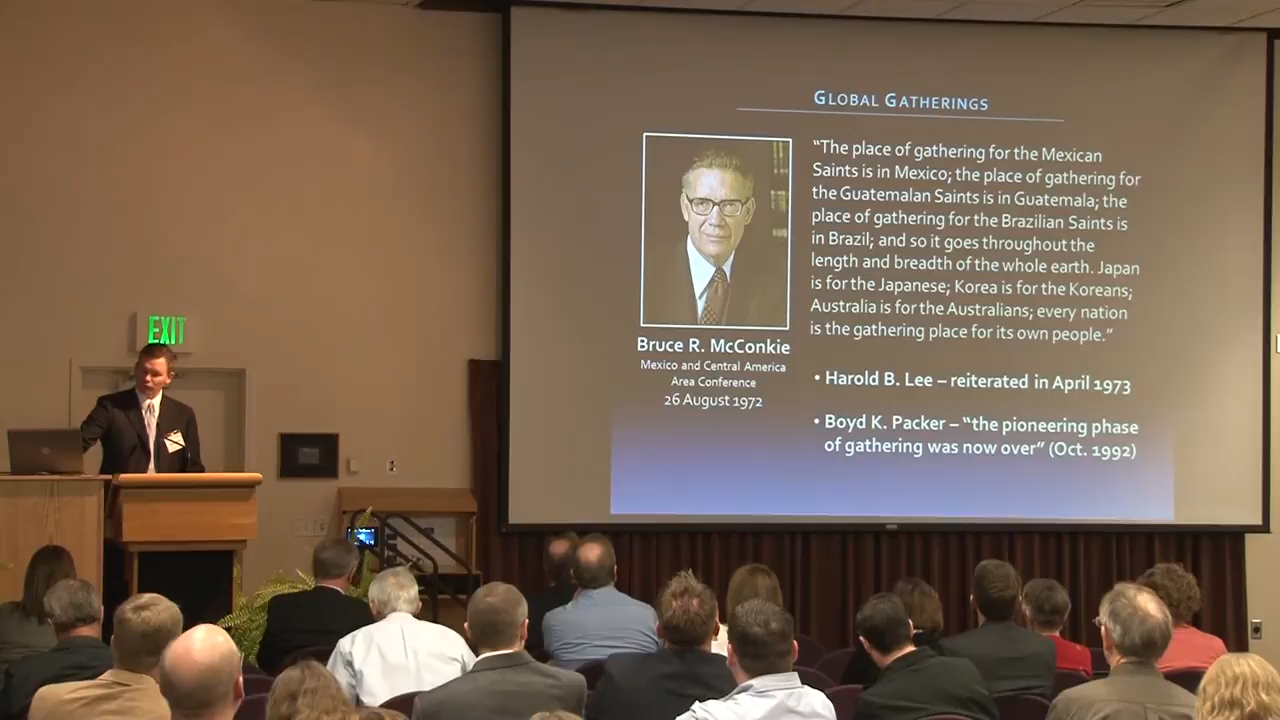 GLOBAL GATHERINGS
"The place of gathering for the Mexican
Saints is in Mexico; the place of gathering for
the Guatemalan Saints is in Guatemala; the
place of gathering for the Brazilian Saints is
in Brazil; and so it goes throughout the
length and breadth of the whole earth. Japan
is for the Japanese; Korea is for the Koreans;
Australia is for the Australians; every nation
is the gathering place for its own people."
Bruce R. McConkie
Mexico and Central America
Area Conference
26 August 1972
• Harold B. Lee – reiterated in April 1973
• Boyd K. Packer – "the pioneering phase
of gathering was now over" (Oct. 1992)
EXIT